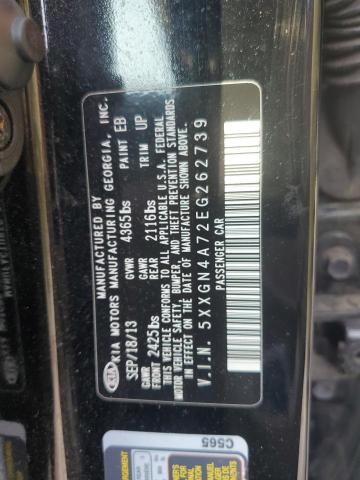 MANUFACTURED BY
KIA MOTORS MANUFACTURING GEORGIA, INC.
SEP/18/13 GVWR 4365lbs PAINT EB
GAWR FRONT 2425lbs GAWR REAR 2116lbs TRIM UP
THIS VEHICLE CONFORMS TO ALL APPLICABLE U.S.A. FEDERAL
MOTOR VEHICLE SAFETY, BUMPER, AND THEFT PREVENTION STANDARDS
IN EFFECT ON THE DATE OF MANUFACTURE SHOWN ABOVE.
V.I.N. 5XXGN4A72EG262739
PASSENGER CAR
C565